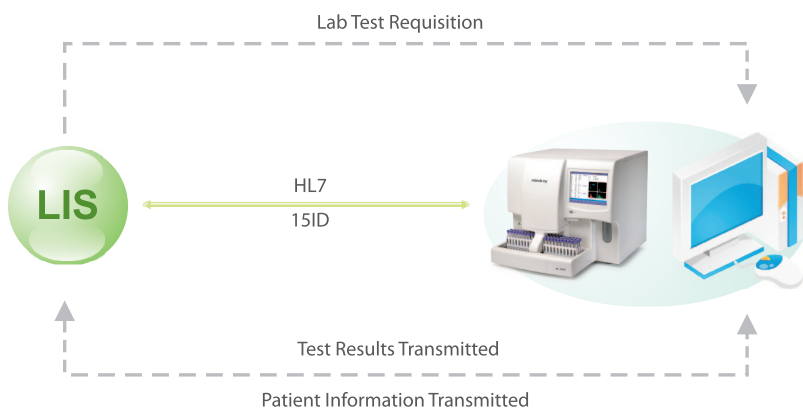 Lab Test Requisition
LIS
HL7
15ID
Test Results Transmitted
Patient Information Transmitted